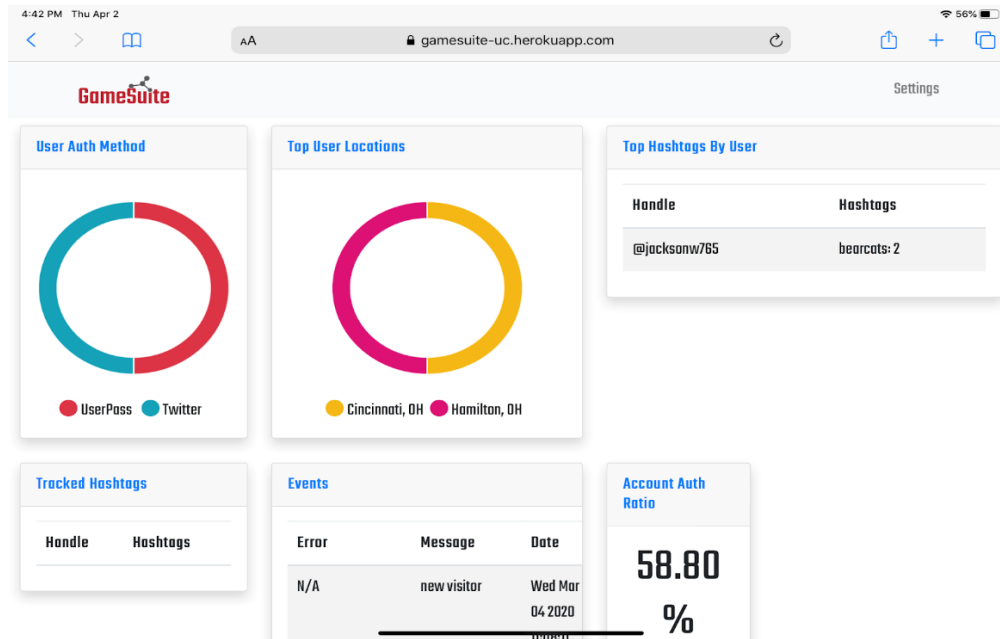 4:42 PM Thu Apr 2
56%
AA
gamesuite-uc.herokuapp.com
GameSuite
Settings
User Auth Method
UserPass Twitter
Top User Locations
Cincinnati, OH Hamilton, OH
Top Hashtags By User
Handle Hashtags
@jacksonw765 bearcats: 2
Tracked Hashtags
Handle Hashtags
Events
Error Message Date
N/A new visitor Wed Mar
04 2020
Account Auth
Ratio
58.80
%